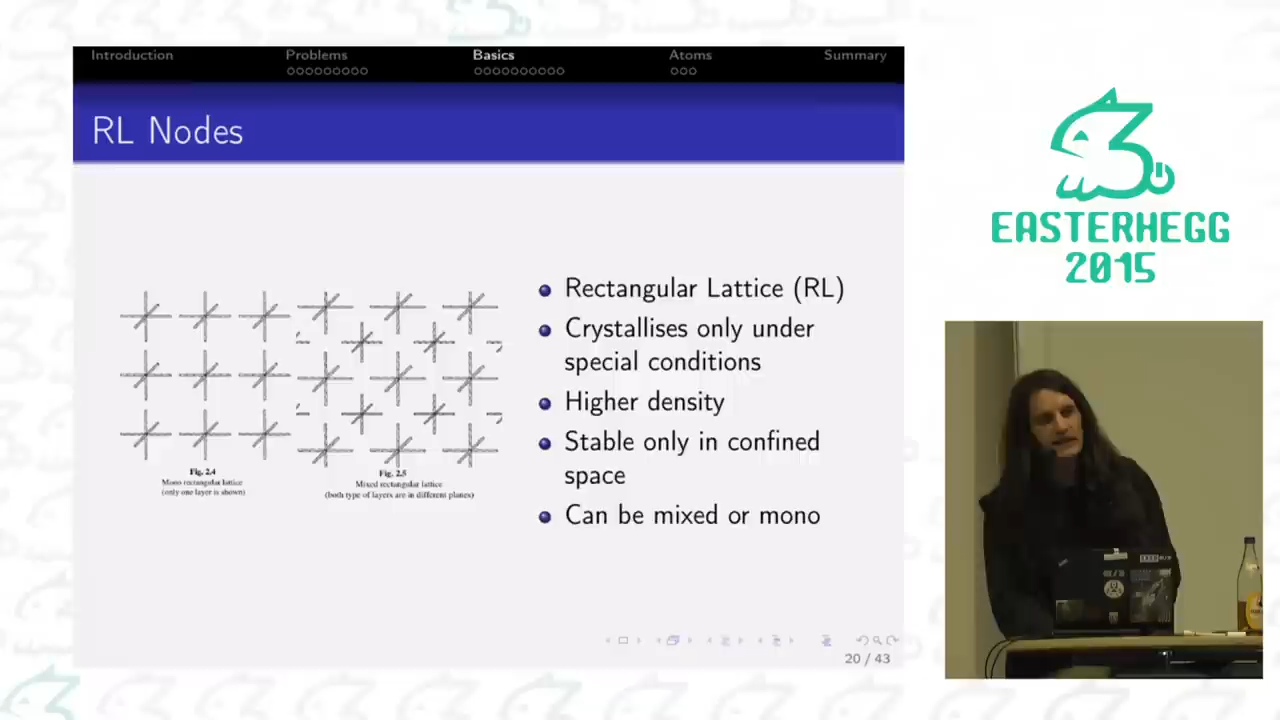 Introduction
Problems
Basics
Atoms
Summary
RL Nodes
Rectangular Lattice (RL)
Crystallises only under
special conditions
Higher density
Stable only in confined
space
Can be mixed or mono
Fig. 2.4
Mono rectangular lattice
(only one layer is shown)
Fig. 2.5
Mixed rectangular lattice
(both type of layers are in different planes)
20 / 43
EASTERHEGG
2015